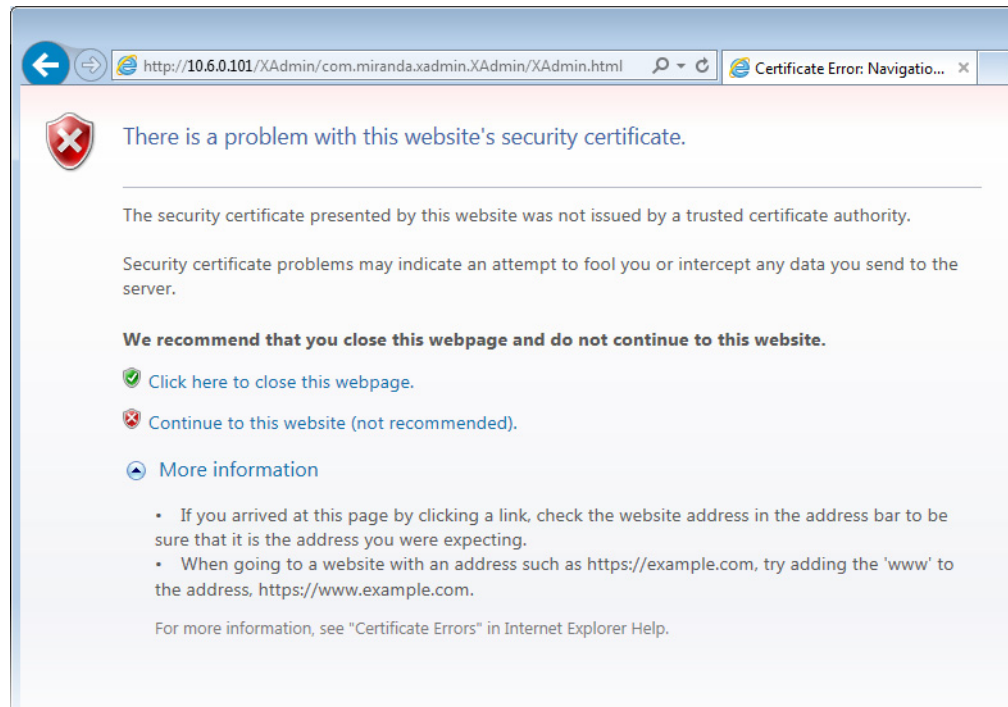 http://10.6.0.101/XAdmin/com.miranda.xadmin.XAdmin/XAdmin.html
Certificate Error: Navigatio...
There is a problem with this website's security certificate.
The security certificate presented by this website was not issued by a trusted certificate authority.
Security certificate problems may indicate an attempt to fool you or intercept any data you send to the
server.
We recommend that you close this webpage and do not continue to this website.
Click here to close this webpage.
Continue to this website (not recommended).
More information
• If you arrived at this page by clicking a link, check the website address in the address bar to be
sure that it is the address you were expecting.
• When going to a website with an address such as https://example.com, try adding the 'www' to
the address, https://www.example.com.
For more information, see "Certificate Errors" in Internet Explorer Help.